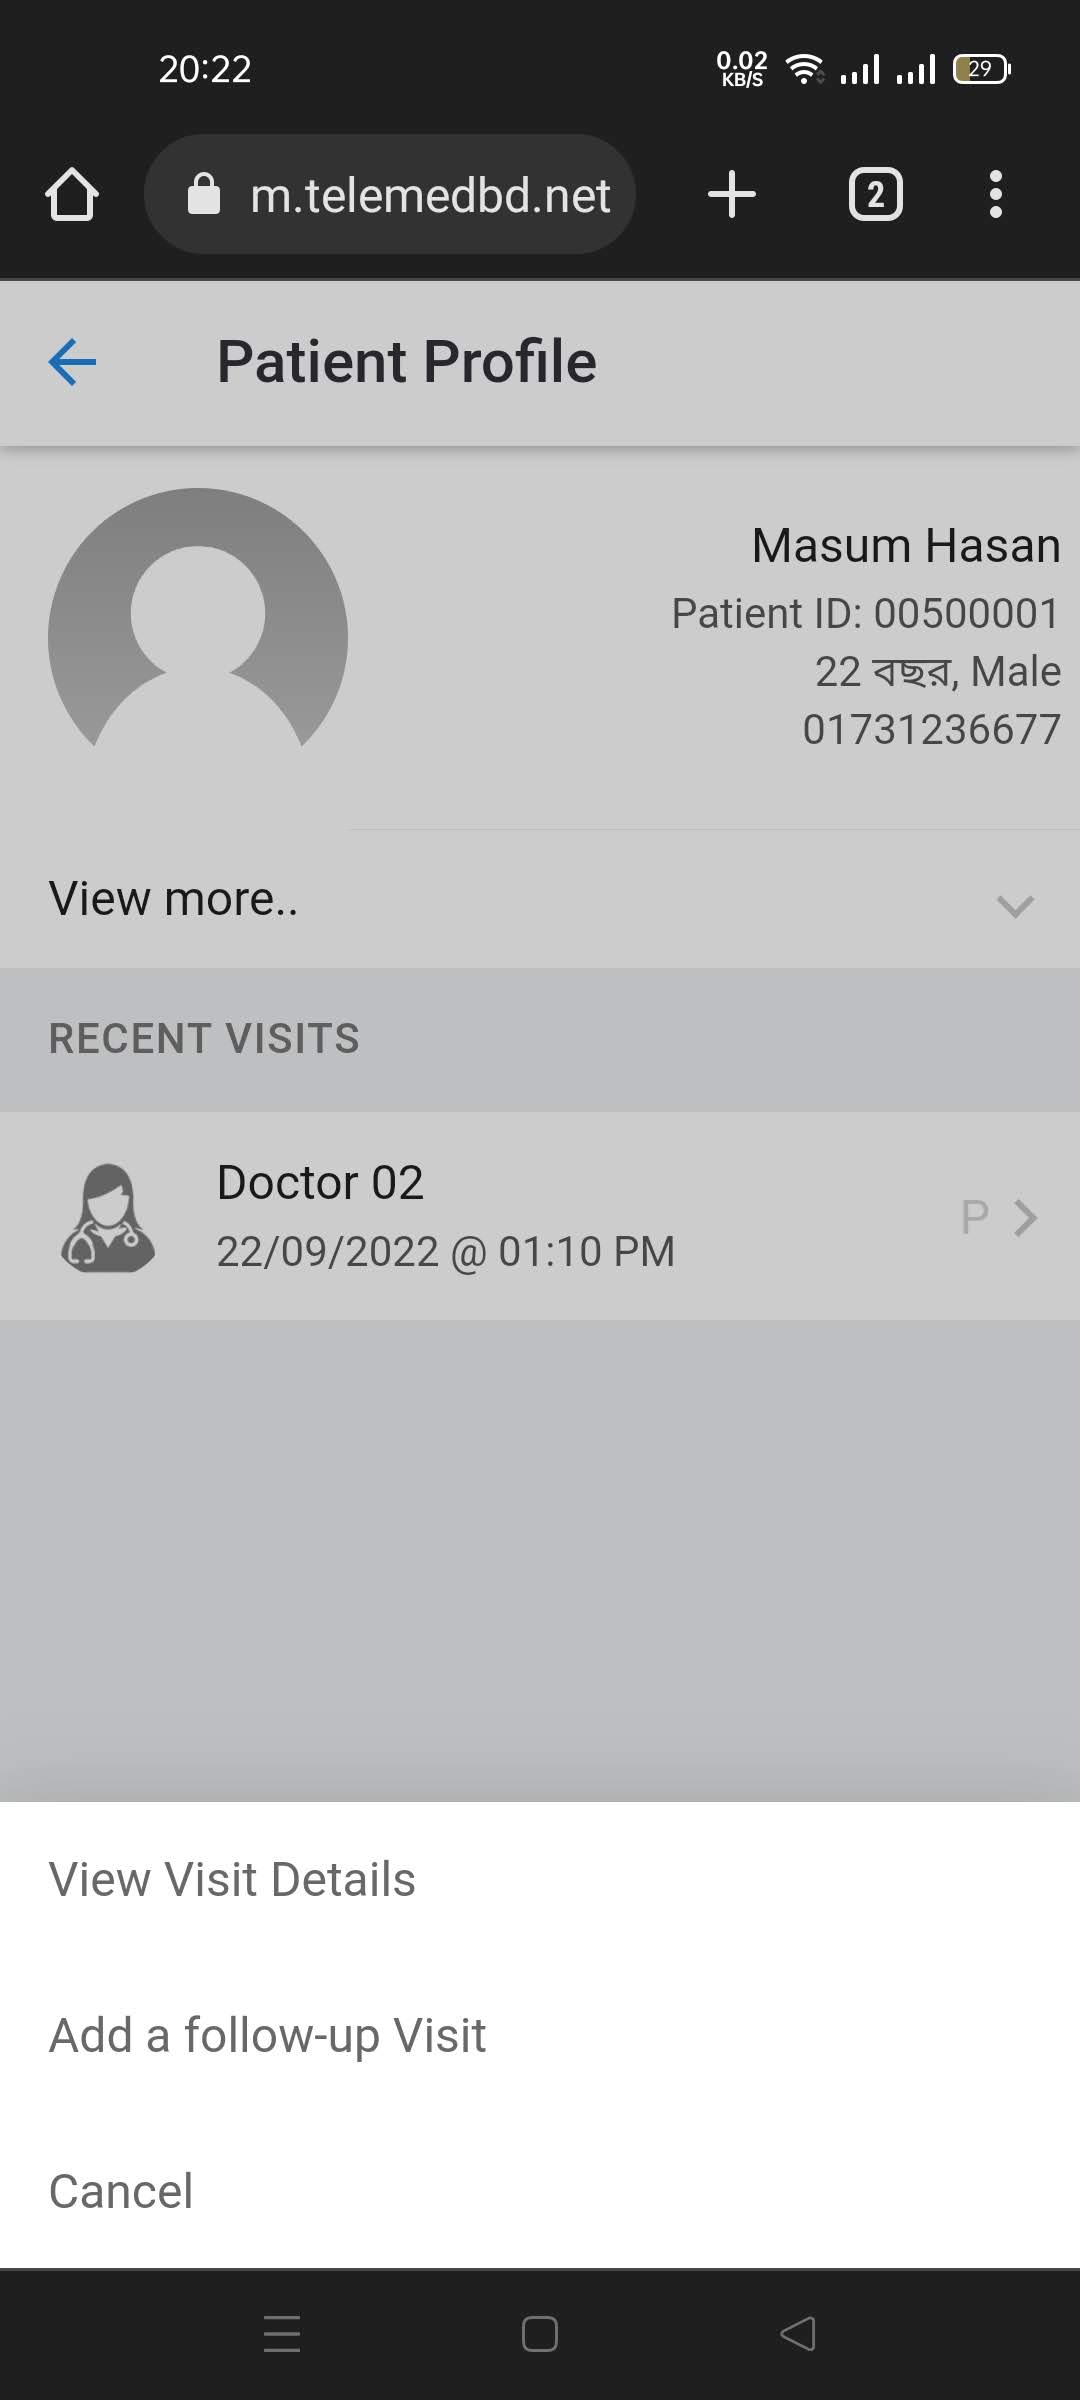 20:22
0.02
KB/S
29
m.telemedbd.net
2
Patient Profile
Masum Hasan
Patient ID: 00500001
22 বছর, Male
01731236677
View more..
RECENT VISITS
Doctor 02
22/09/2022 @ 01:10 PM
P
View Visit Details
Add a follow-up Visit
Cancel